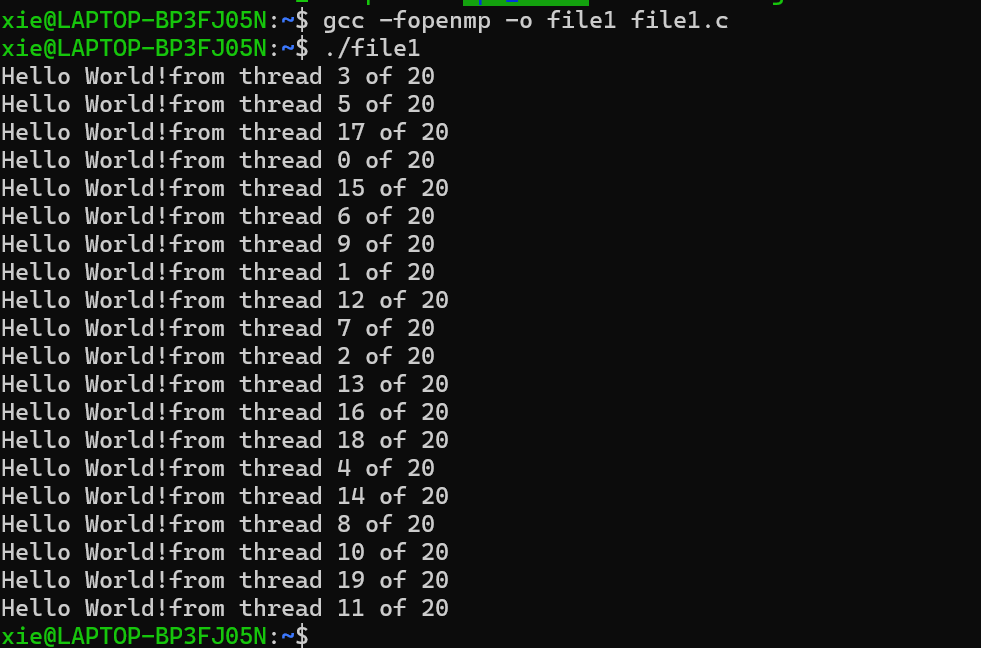 xie@LAPTOP-BP3FJ05N:~$ gcc -fopenmp -o file1 file1.c
xie@LAPTOP-BP3FJ05N:~$ ./file1
Hello World!from thread 3 of 20
Hello World!from thread 5 of 20
Hello World!from thread 17 of 20
Hello World!from thread 0 of 20
Hello World!from thread 15 of 20
Hello World!from thread 6 of 20
Hello World!from thread 9 of 20
Hello World!from thread 1 of 20
Hello World!from thread 12 of 20
Hello World!from thread 7 of 20
Hello World!from thread 2 of 20
Hello World!from thread 13 of 20
Hello World!from thread 16 of 20
Hello World!from thread 18 of 20
Hello World!from thread 4 of 20
Hello World!from thread 14 of 20
Hello World!from thread 8 of 20
Hello World!from thread 10 of 20
Hello World!from thread 19 of 20
Hello World!from thread 11 of 20
xie@LAPTOP-BP3FJ05N:~$